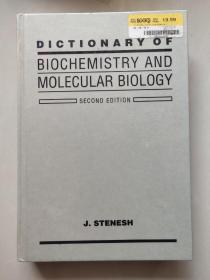 DICTIONARY OF
BIOCHEMISTRY AND
MOLECULAR BIOLOGY
SECOND EDITION
J. STENESH